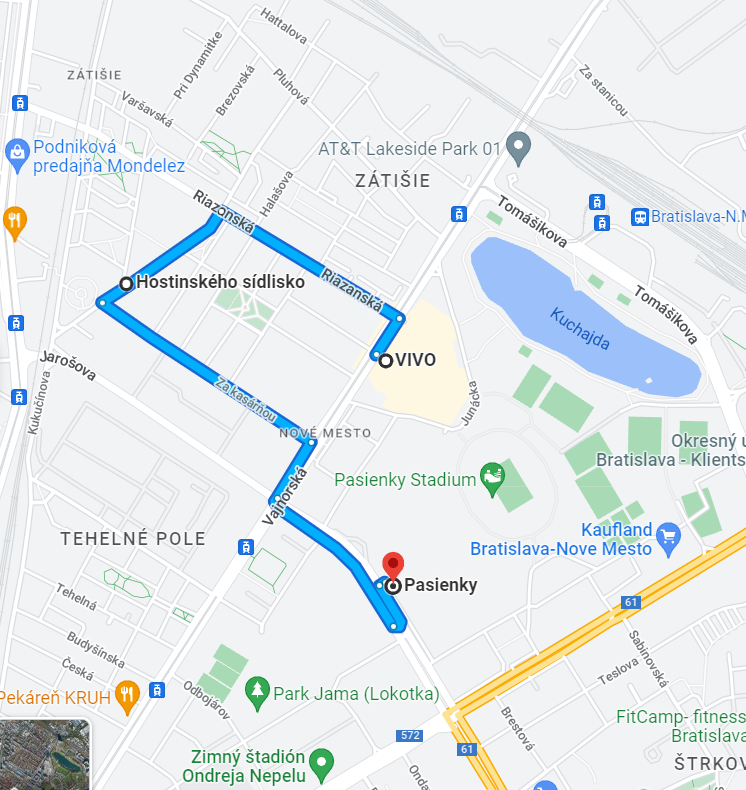 Hattalova
Pri Dynamitke
ZÁTIŠIE
Pluhová
Za stanicou
Brezovská
Varšavská
Podniková
predajňa Mondelez
AT&T Lakeside Park 01
ZÁTIŠIE
Halašova
Riazanská
Tomášikova
Bratislava-N.M
Hostinského sídlisko
Riazanská
Tomášikova
Kuchajda
Jarošova
VIVO
Kukučínova
Za kasárňou
Junácka
NOVÉ MESTO
Okresný u
Bratislava - Klients
Pasienky Stadium
Vajnorská
Kaufland
Bratislava-Nove Mesto
TEHELNÉ POLE
Pasienky
Tehelná
61
Budyšínska
Sabinovská
Česká
Teslova
Pekáreň KRUH
Odbojárov
Park Jama (Lokotka)
Brestová
FitCamp- fitness
Bratislava
572
61
Zimný štadión
Ondreja Nepelu
ŠTRKOV
Onda